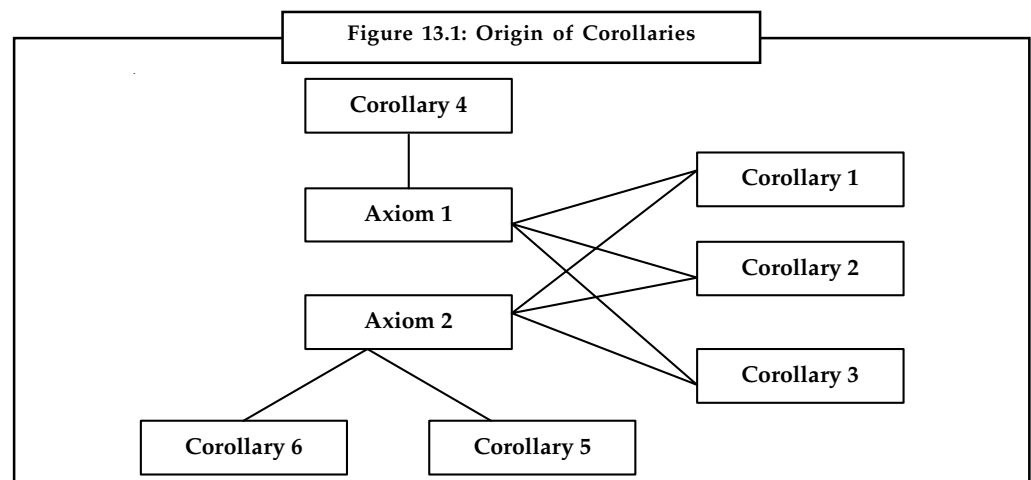 Figure 13.1: Origin of Corollaries
Corollary 4
Corollary 1
Axiom 1
Corollary 2
Axiom 2
Corollary 3
Corollary 6
Corollary 5